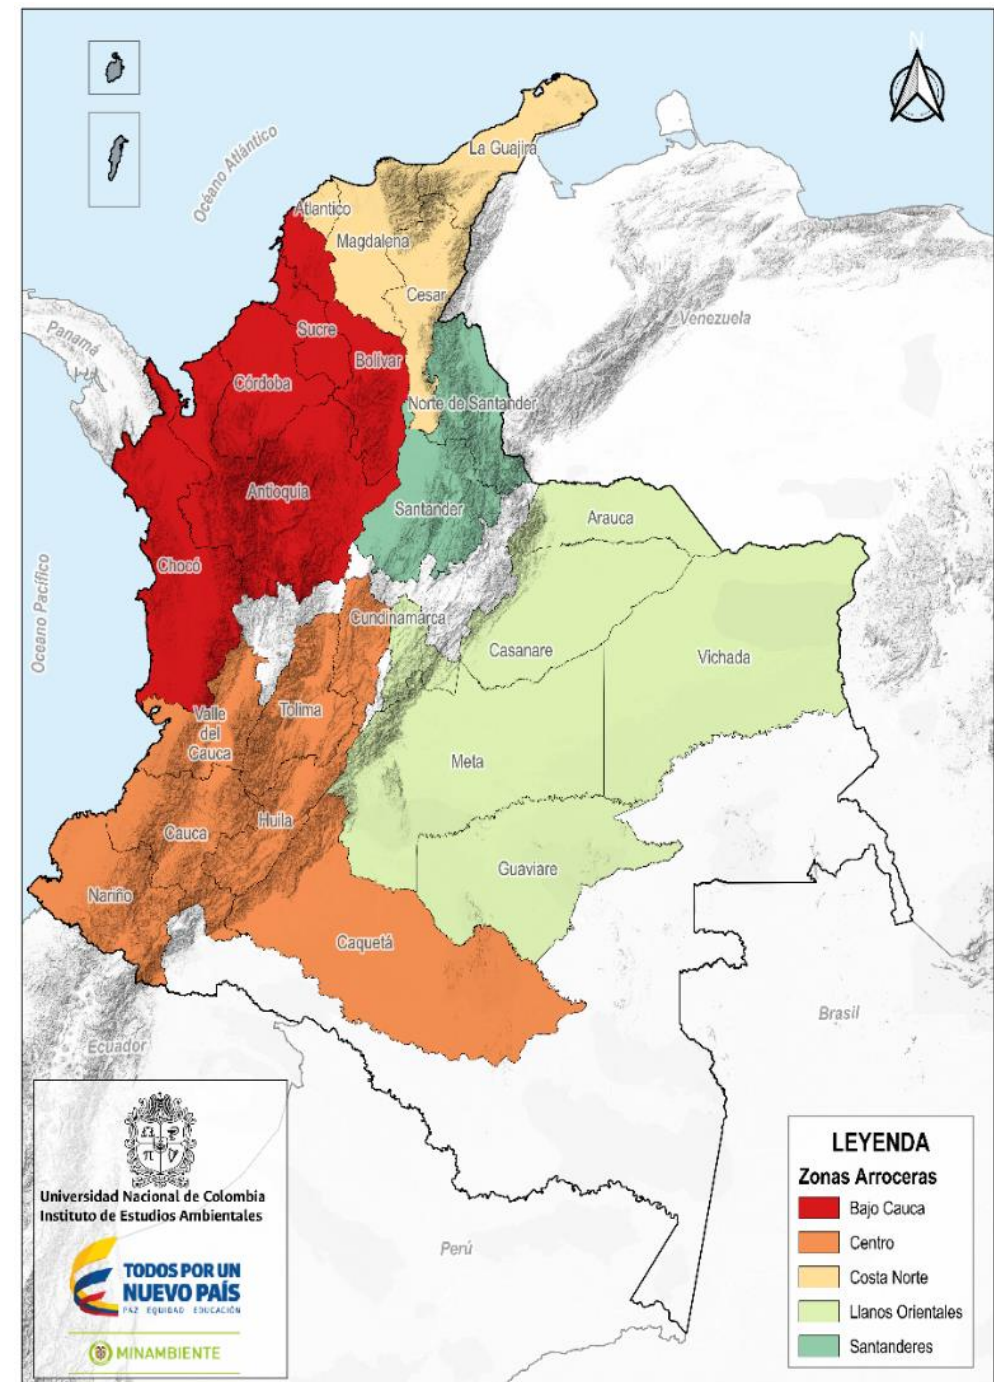 N
Océano Atlántico
La Guajira
Atlantico
Magdalena
Cesar
Venezuela
Panamá
Sucre
Bolívar
Córdoba
Norte de Santander
Antioquia
Santander
Arauca
Chocó
Oceano Pacífico
Cundinamarca
Casanare
Vichada
Valle
del
Cauca
Tolima
Meta
Cauca
Huila
Guaviare
Nariño
Caquetá
Brasil
Ecuador
Perú
Universidad Nacional de Colombia
Instituto de Estudios Ambientales
TODOS POR UN
NUEVO PAÍS
PAZ EQUIDAD EDUCACIÓN
MINAMBIENTE
LEYENDA
Zonas Arroceras
Bajo Cauca
Centro
Costa Norte
Llanos Orientales
Santanderes